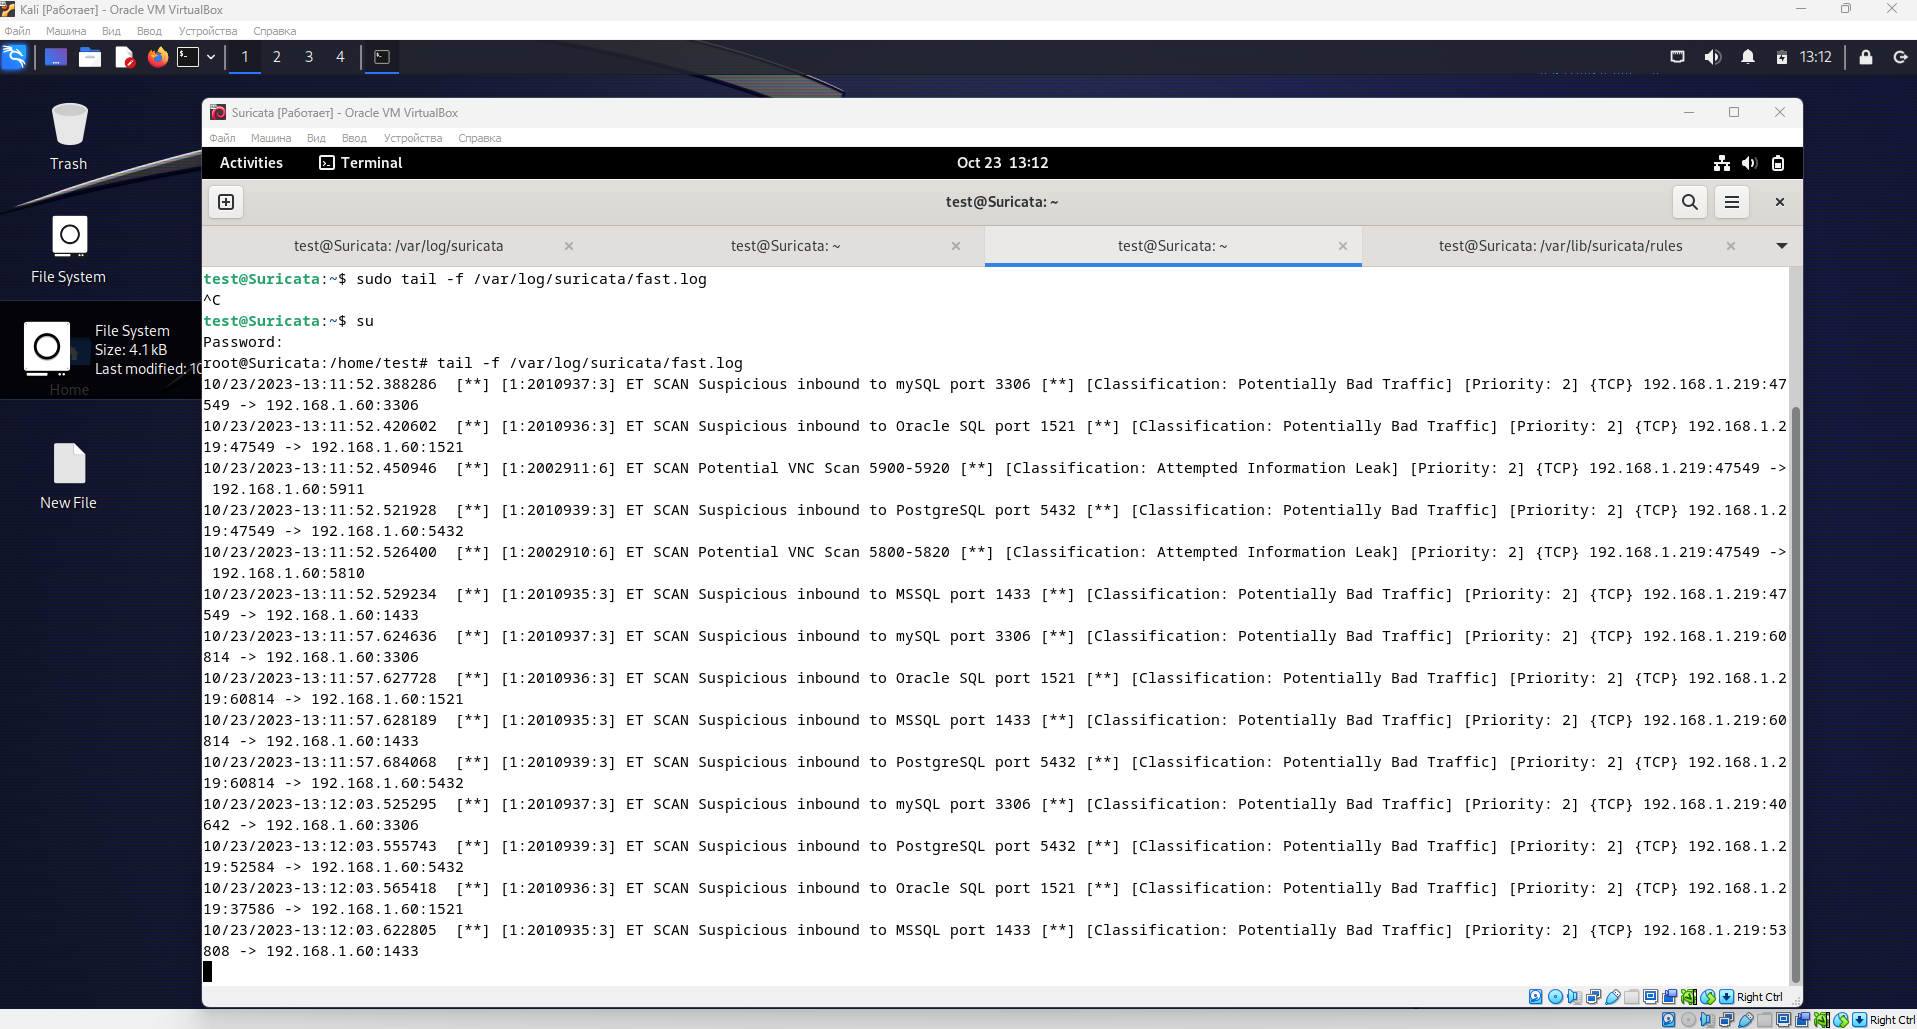 Kali [Работает] - Oracle VM VirtualBox
Файл Машина Вид Ввод Устройства Справка
1 2 3 4 13:12
Trash
File System
File System
Size: 4.1 kB
Last modified: 10
Home
New File
Suricata [Работает] - Oracle VM VirtualBox
Файл Машина Вид Ввод Устройства Справка
Activities Terminal Oct 23 13:12
test@Suricata: ~
test@Suricata: /var/log/suricata test@Suricata: ~ test@Suricata: ~ test@Suricata: /var/lib/suricata/rules
test@Suricata:~$ sudo tail -f /var/log/suricata/fast.log
^C
test@Suricata:~$ su
Password:
root@Suricata:/home/test# tail -f /var/log/suricata/fast.log
10/23/2023-13:11:52.388286  [**] [1:2010937:3] ET SCAN Suspicious inbound to mySQL port 3306 [**] [Classification: Potentially Bad Traffic] [Priority: 2] {TCP} 192.168.1.219:47
549 -> 192.168.1.60:3306
10/23/2023-13:11:52.420602  [**] [1:2010936:3] ET SCAN Suspicious inbound to Oracle SQL port 1521 [**] [Classification: Potentially Bad Traffic] [Priority: 2] {TCP} 192.168.1.2
19:47549 -> 192.168.1.60:1521
10/23/2023-13:11:52.450946  [**] [1:2002911:6] ET SCAN Potential VNC Scan 5900-5920 [**] [Classification: Attempted Information Leak] [Priority: 2] {TCP} 192.168.1.219:47549 ->
 192.168.1.60:5911
10/23/2023-13:11:52.521928  [**] [1:2010939:3] ET SCAN Suspicious inbound to PostgreSQL port 5432 [**] [Classification: Potentially Bad Traffic] [Priority: 2] {TCP} 192.168.1.2
19:47549 -> 192.168.1.60:5432
10/23/2023-13:11:52.526400  [**] [1:2002910:6] ET SCAN Potential VNC Scan 5800-5820 [**] [Classification: Attempted Information Leak] [Priority: 2] {TCP} 192.168.1.219:47549 ->
 192.168.1.60:5810
10/23/2023-13:11:52.529234  [**] [1:2010935:3] ET SCAN Suspicious inbound to MSSQL port 1433 [**] [Classification: Potentially Bad Traffic] [Priority: 2] {TCP} 192.168.1.219:47
549 -> 192.168.1.60:1433
10/23/2023-13:11:57.624636  [**] [1:2010937:3] ET SCAN Suspicious inbound to mySQL port 3306 [**] [Classification: Potentially Bad Traffic] [Priority: 2] {TCP} 192.168.1.219:60
814 -> 192.168.1.60:3306
10/23/2023-13:11:57.627728  [**] [1:2010936:3] ET SCAN Suspicious inbound to Oracle SQL port 1521 [**] [Classification: Potentially Bad Traffic] [Priority: 2] {TCP} 192.168.1.2
19:60814 -> 192.168.1.60:1521
10/23/2023-13:11:57.628189  [**] [1:2010935:3] ET SCAN Suspicious inbound to MSSQL port 1433 [**] [Classification: Potentially Bad Traffic] [Priority: 2] {TCP} 192.168.1.219:60
814 -> 192.168.1.60:1433
10/23/2023-13:11:57.684068  [**] [1:2010939:3] ET SCAN Suspicious inbound to PostgreSQL port 5432 [**] [Classification: Potentially Bad Traffic] [Priority: 2] {TCP} 192.168.1.2
19:60814 -> 192.168.1.60:5432
10/23/2023-13:12:03.525295  [**] [1:2010937:3] ET SCAN Suspicious inbound to mySQL port 3306 [**] [Classification: Potentially Bad Traffic] [Priority: 2] {TCP} 192.168.1.219:40
642 -> 192.168.1.60:3306
10/23/2023-13:12:03.555743  [**] [1:2010939:3] ET SCAN Suspicious inbound to PostgreSQL port 5432 [**] [Classification: Potentially Bad Traffic] [Priority: 2] {TCP} 192.168.1.2
19:52584 -> 192.168.1.60:5432
10/23/2023-13:12:03.565418  [**] [1:2010936:3] ET SCAN Suspicious inbound to Oracle SQL port 1521 [**] [Classification: Potentially Bad Traffic] [Priority: 2] {TCP} 192.168.1.2
19:37586 -> 192.168.1.60:1521
10/23/2023-13:12:03.622805  [**] [1:2010935:3] ET SCAN Suspicious inbound to MSSQL port 1433 [**] [Classification: Potentially Bad Traffic] [Priority: 2] {TCP} 192.168.1.219:53
808 -> 192.168.1.60:1433
Right Ctrl
Right Ctrl